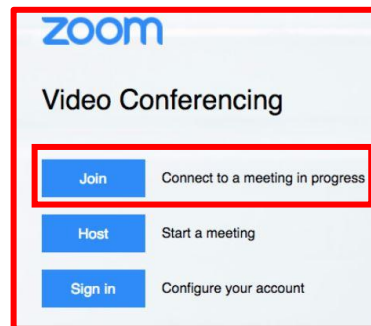 zoom
Video Conferencing
Join Connect to a meeting in progress
Host Start a meeting
Sign in Configure your account